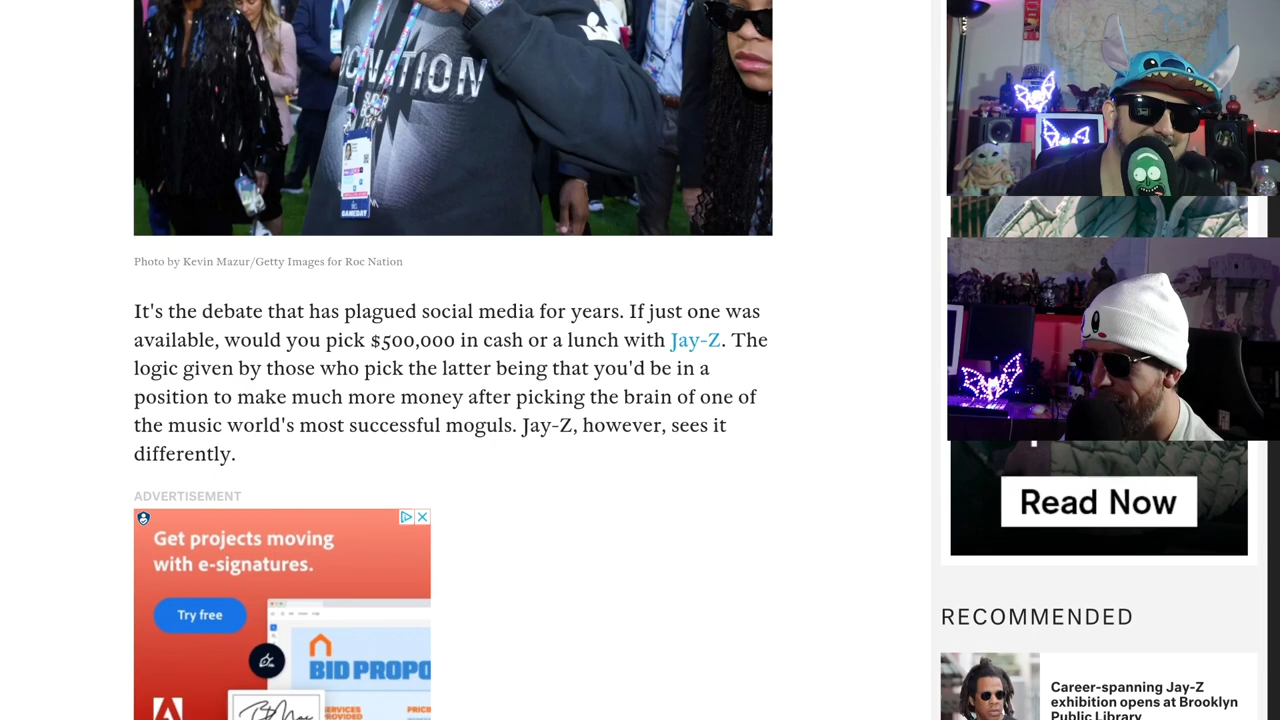 OCNATION
GAMEDAY
Photo by Kevin Mazur/Getty Images for Roc Nation
It's the debate that has plagued social media for years. If just one was
available, would you pick $500,000 in cash or a lunch with Jay-Z. The
logic given by those who pick the latter being that you'd be in a
position to make much more money after picking the brain of one of
the music world's most successful moguls. Jay-Z, however, sees it
differently.
ADVERTISEMENT
Get projects moving
with e-signatures.
Try free
BID PROPO
SERVICES
PROVIDED
Read Now
RECOMMENDED
Career-spanning Jay-Z
exhibition opens at Brooklyn
Public Library